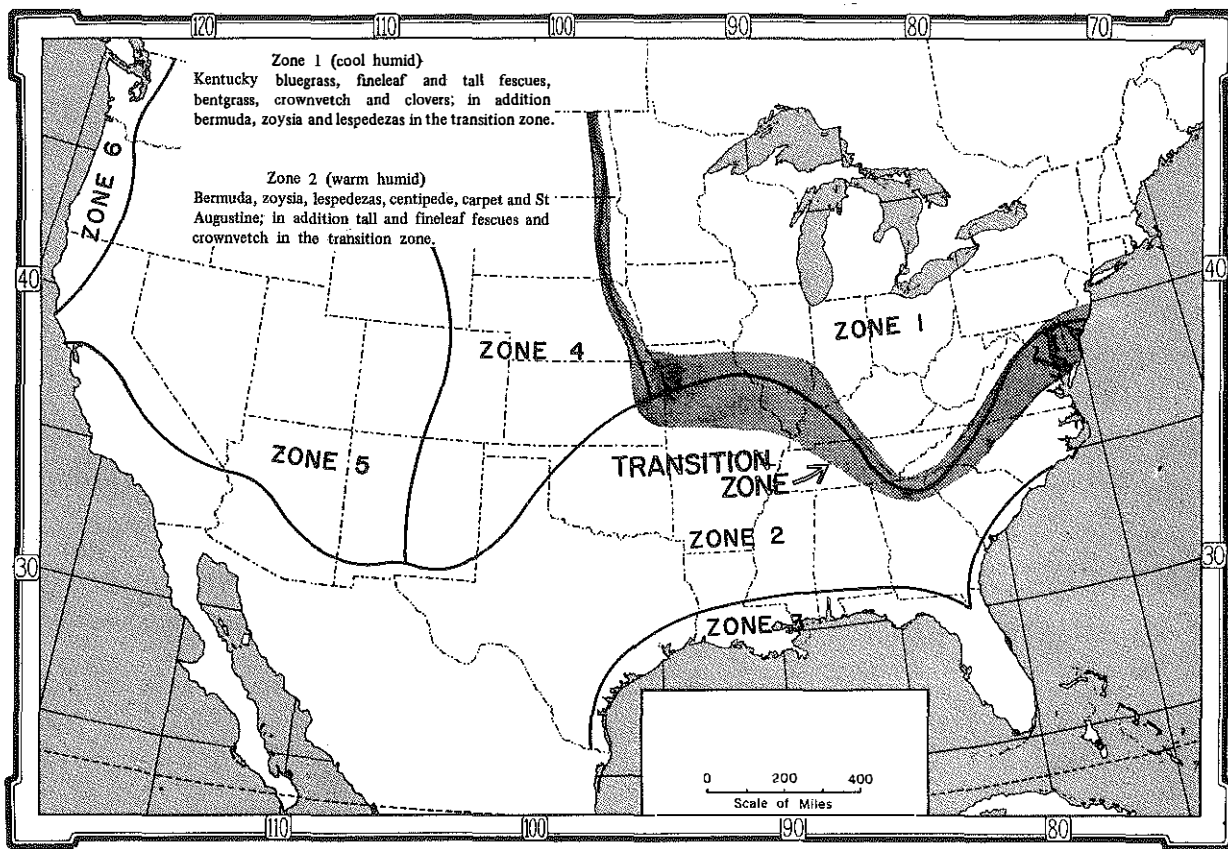 120
110
100
90
80
70
Zone 1 (cool humid)
Kentucky bluegrass, fineleaf and tall fescues,
bentgrass, crownvetch and clovers; in addition
bermuda, zoysia and lespedezas in the transition zone.
ZONE 6
Zone 2 (warm humid)
Bermuda, zoysia, lespedezas, centipede, carpet and St
Augustine; in addition tall and fineleaf fescues and
crownvetch in the transition zone.
40
40
ZONE 1
ZONE 4
ZONE 5
TRANSITION
ZONE
ZONE 2
30
30
ZONE 3
0 200 400
Scale of Miles
110
100
90
80